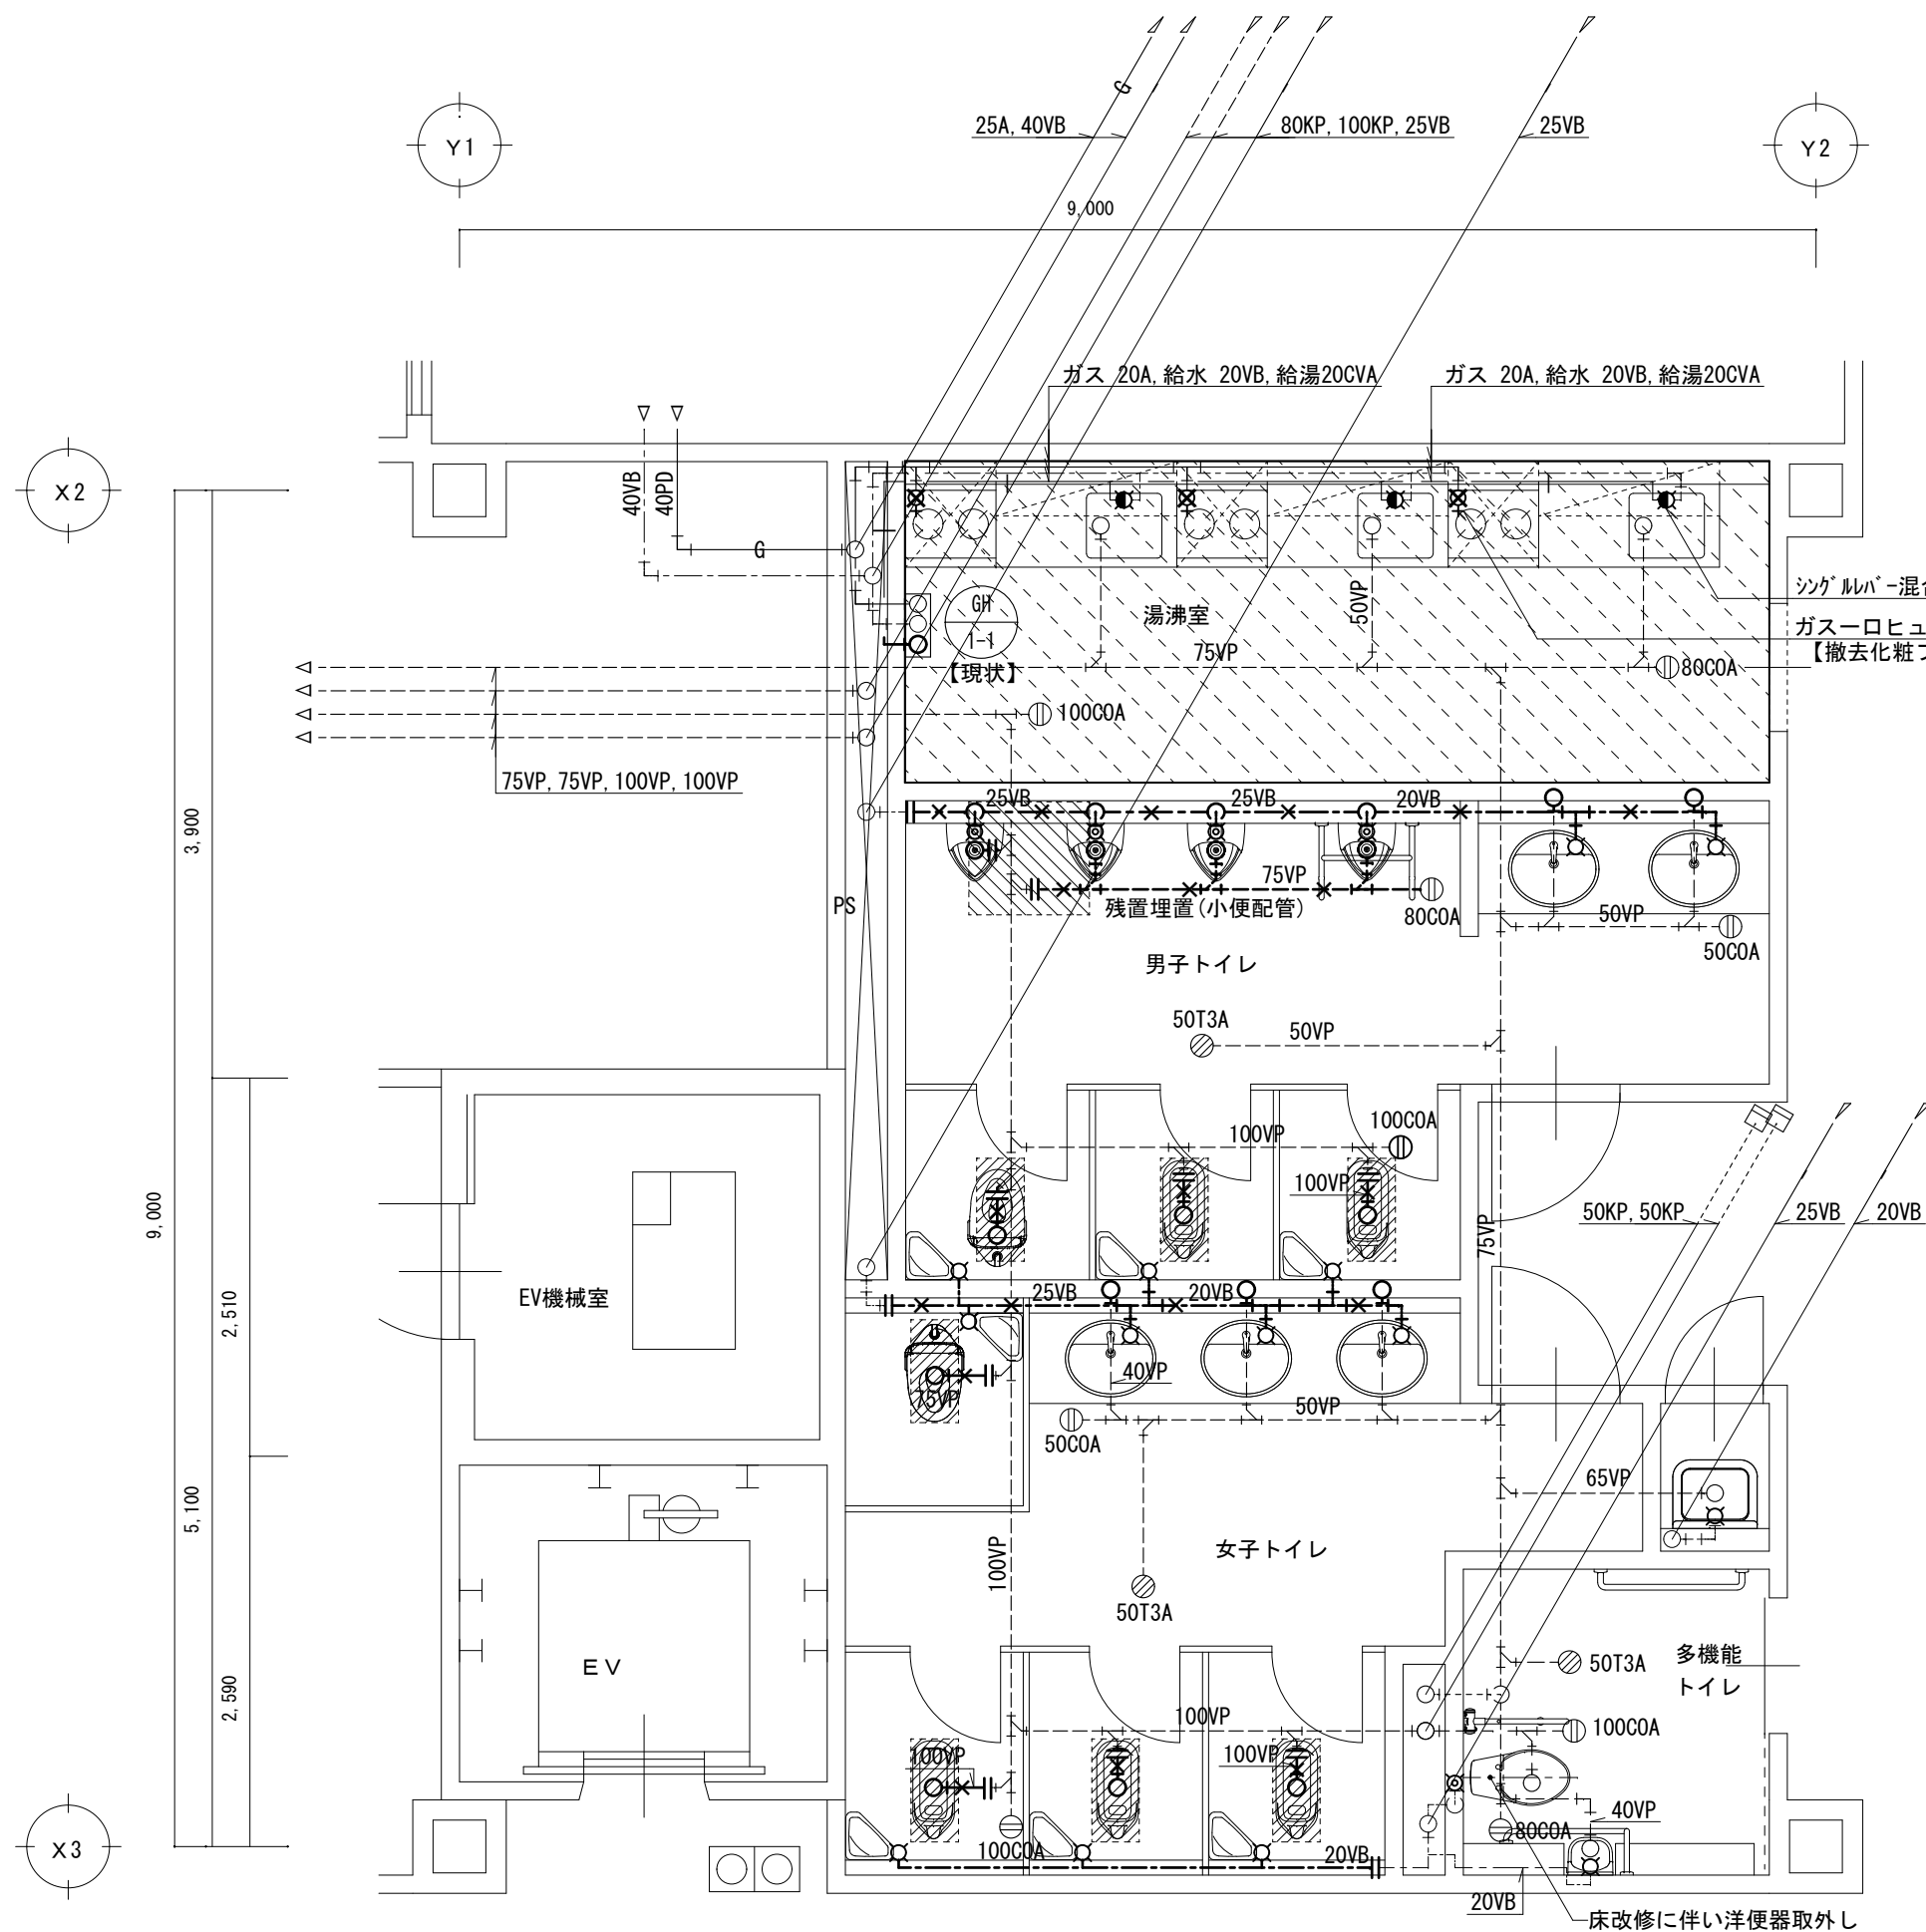 G
Y1
25A, 40VB
80KP, 100KP, 25VB
25VB
Y2
9,000
ガス 20A, 給水 20VB, 給湯20CVA
ガス 20A, 給水 20VB, 給湯20CVA
X2
40VB
40PD
G
GH
1-1
湯沸室
50VP
【現状】
75VP
80COA
100COA
75VP, 75VP, 100VP, 100VP
3,900
25VB
25VB
20VB
75VP
残置埋置(小便配管)
80COA
PS
50VP
50COA
男子トイレ
50T3A
50VP
100VP
100COA
100VP
75VP
50KP, 50KP
25VB
20VB
9,000
2,510
EV機械室
25VB
20VB
75VP
40VP
50VP
50COA
65VP
5,100
女子トイレ
100VP
50T3A
2,590
EV
50T3A
多機能
トイレ
100VP
100COA
100VP
100VP
40VP
80COA
100COA
20VB
20VB
X3
床改修に伴い洋便器取外し